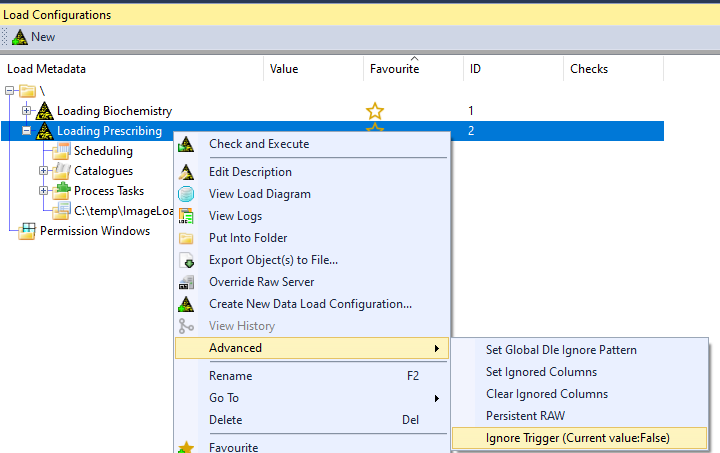 Load Configurations
New
Load Metadata Value Favourite ID Checks
\
Loading Biochemistry 1
Loading Prescribing 2
Scheduling
Catalogues
Process Tasks
C:\temp\ImageLoa
Permission Windows
Check and Execute
Edit Description
View Load Diagram
View Logs
Put Into Folder
Export Object(s) to File...
Override Raw Server
Create New Data Load Configuration...
View History
Advanced
Rename F2
Go To
Delete Del
Favourite
Set Global Dle Ignore Pattern
Set Ignored Columns
Clear Ignored Columns
Persistent RAW
Ignore Trigger (Current value:False)